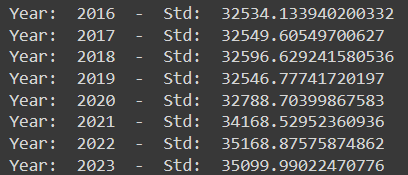 Year:  2016  -  Std:  32534.133940200332
Year:  2017  -  Std:  32549.60549700627
Year:  2018  -  Std:  32596.629241580536
Year:  2019  -  Std:  32546.77741720197
Year:  2020  -  Std:  32788.70399867583
Year:  2021  -  Std:  34168.52952360936
Year:  2022  -  Std:  35168.87575874862
Year:  2023  -  Std:  35099.99022470776